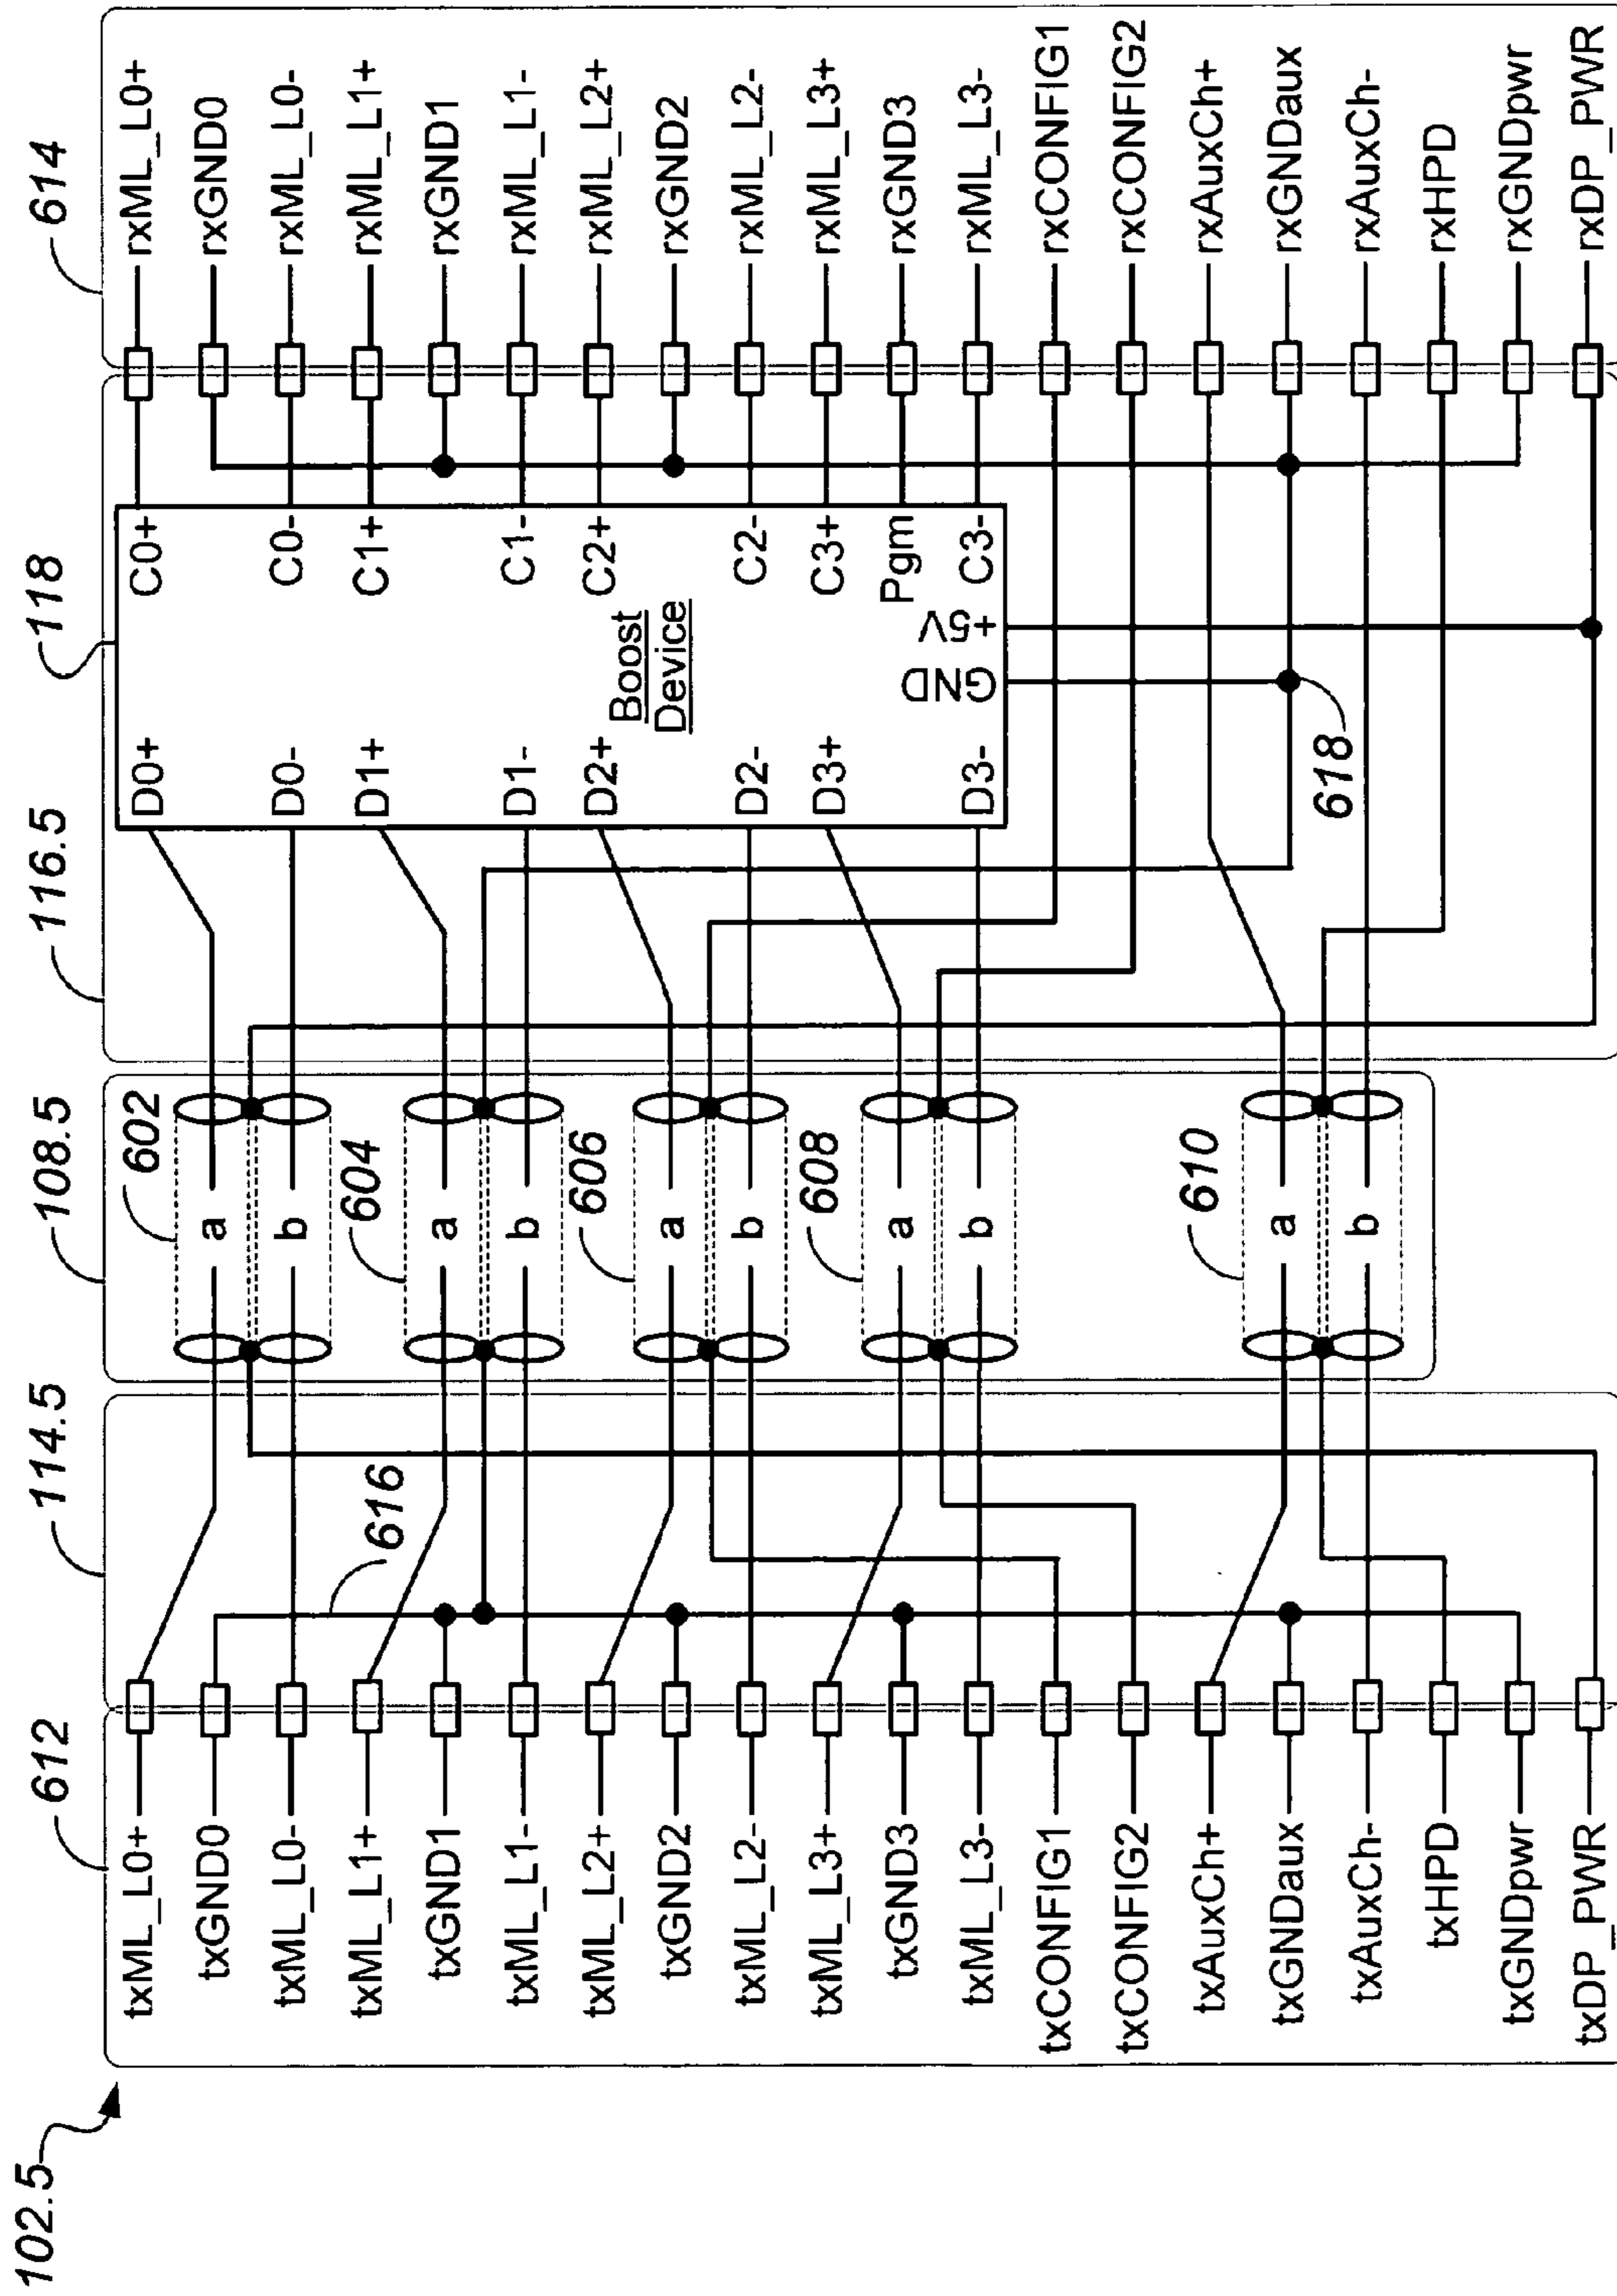 102.5
612
114.5
108.5
116.5
118
614
txML_L0+
txGND0
txML_L0-
txML_L1+
txGND1
txML_L1-
txML_L2+
txGND2
txML_L2-
txML_L3+
txGND3
txML_L3-
txCONFIG1
txCONFIG2
txAuxCh+
txGNDaux
txAuxCh-
txHPD
txGNDpwr
txDP_PWR
616
602
a
b
604
a
b
606
a
b
608
a
b
610
a
b
D0+
D0-
D1+
D1-
D2+
D2-
D3+
D3-
Boost
Device
GND
+5V
C0+
C0-
C1+
C1-
C2+
C2-
C3+
Pgm
C3-
618
rxML_L0+
rxGND0
rxML_L0-
rxML_L1+
rxGND1
rxML_L1-
rxML_L2+
rxGND2
rxML_L2-
rxML_L3+
rxGND3
rxML_L3-
rxCONFIG1
rxCONFIG2
rxAuxCh+
rxGNDaux
rxAuxCh-
rxHPD
rxGNDpwr
rxDP_PWR